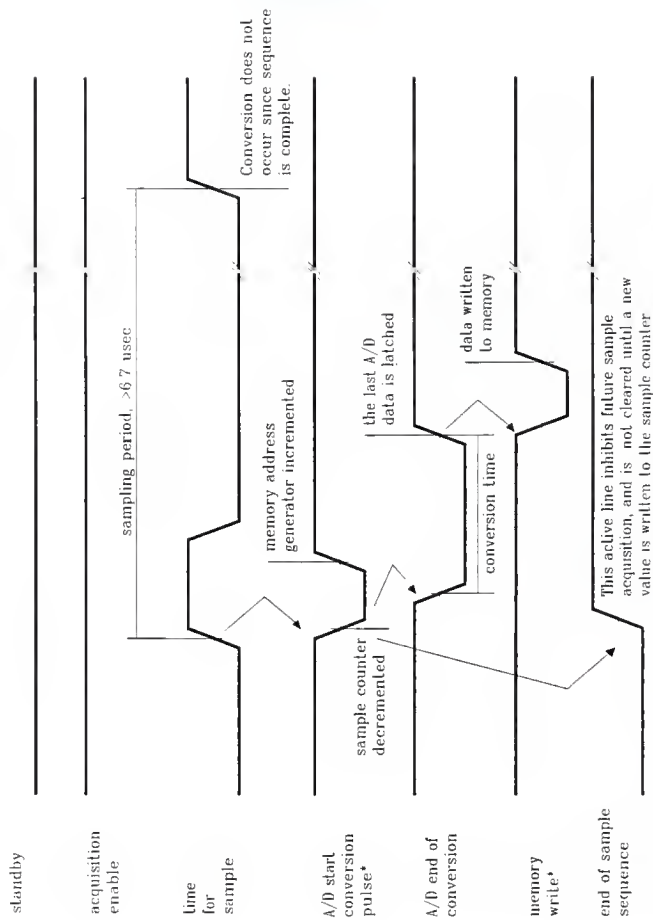 standby
acquisition
enable
time
for
sample
sampling period, >6 7 usec
Conversion does not
occur since sequence
is complete.
A/D start
conversion
pulse*
memory address
generator incremented
sample counter
decremented
A/D end of
conversion
the last A/D
data is latched
conversion time
memory
write*
data written
to memory
end of sample
sequence
This active line inhibits future sample
acquisition, and is not cleared until a new
value is written to the sample counter